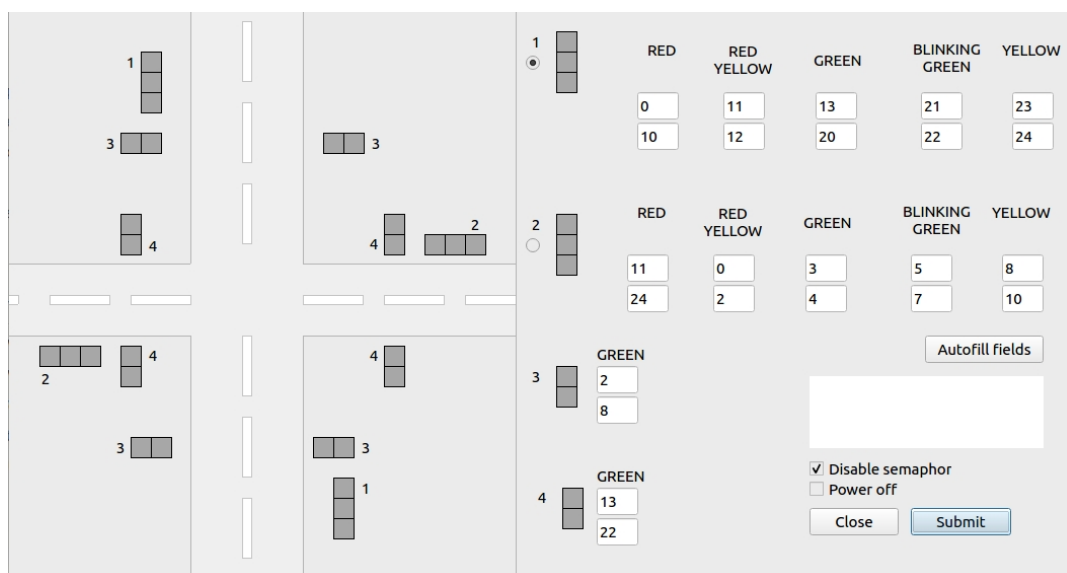 1
3
3
4
4
2
4
2
4
3
3
1
1
RED
RED
YELLOW
GREEN
BLINKING
GREEN
YELLOW
0
11
13
21
23
10
12
20
22
24
2
RED
RED
YELLOW
GREEN
BLINKING
GREEN
YELLOW
11
0
3
5
8
24
2
4
7
10
Autofill fields
3
GREEN
2
8
4
GREEN
13
22
Disable semaphor
Power off
Close
Submit